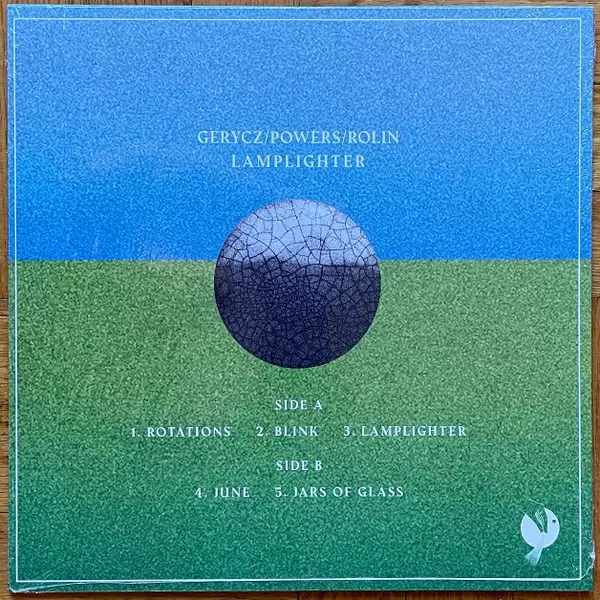 GERYCZ/POWERS/ROLIN
LAMPLIGHTER
SIDE A
1. ROTATIONS 2. BLINK 3. LAMPLIGHTER
SIDE B
4. JUNE 5. JARS OF GLASS